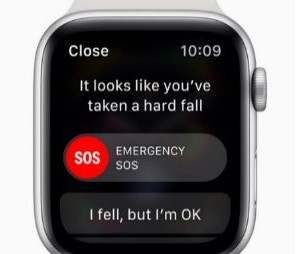 Close 10:09
It looks like you've
taken a hard fall
SOS EMERGENCY
SOS
I fell, but I'm OK